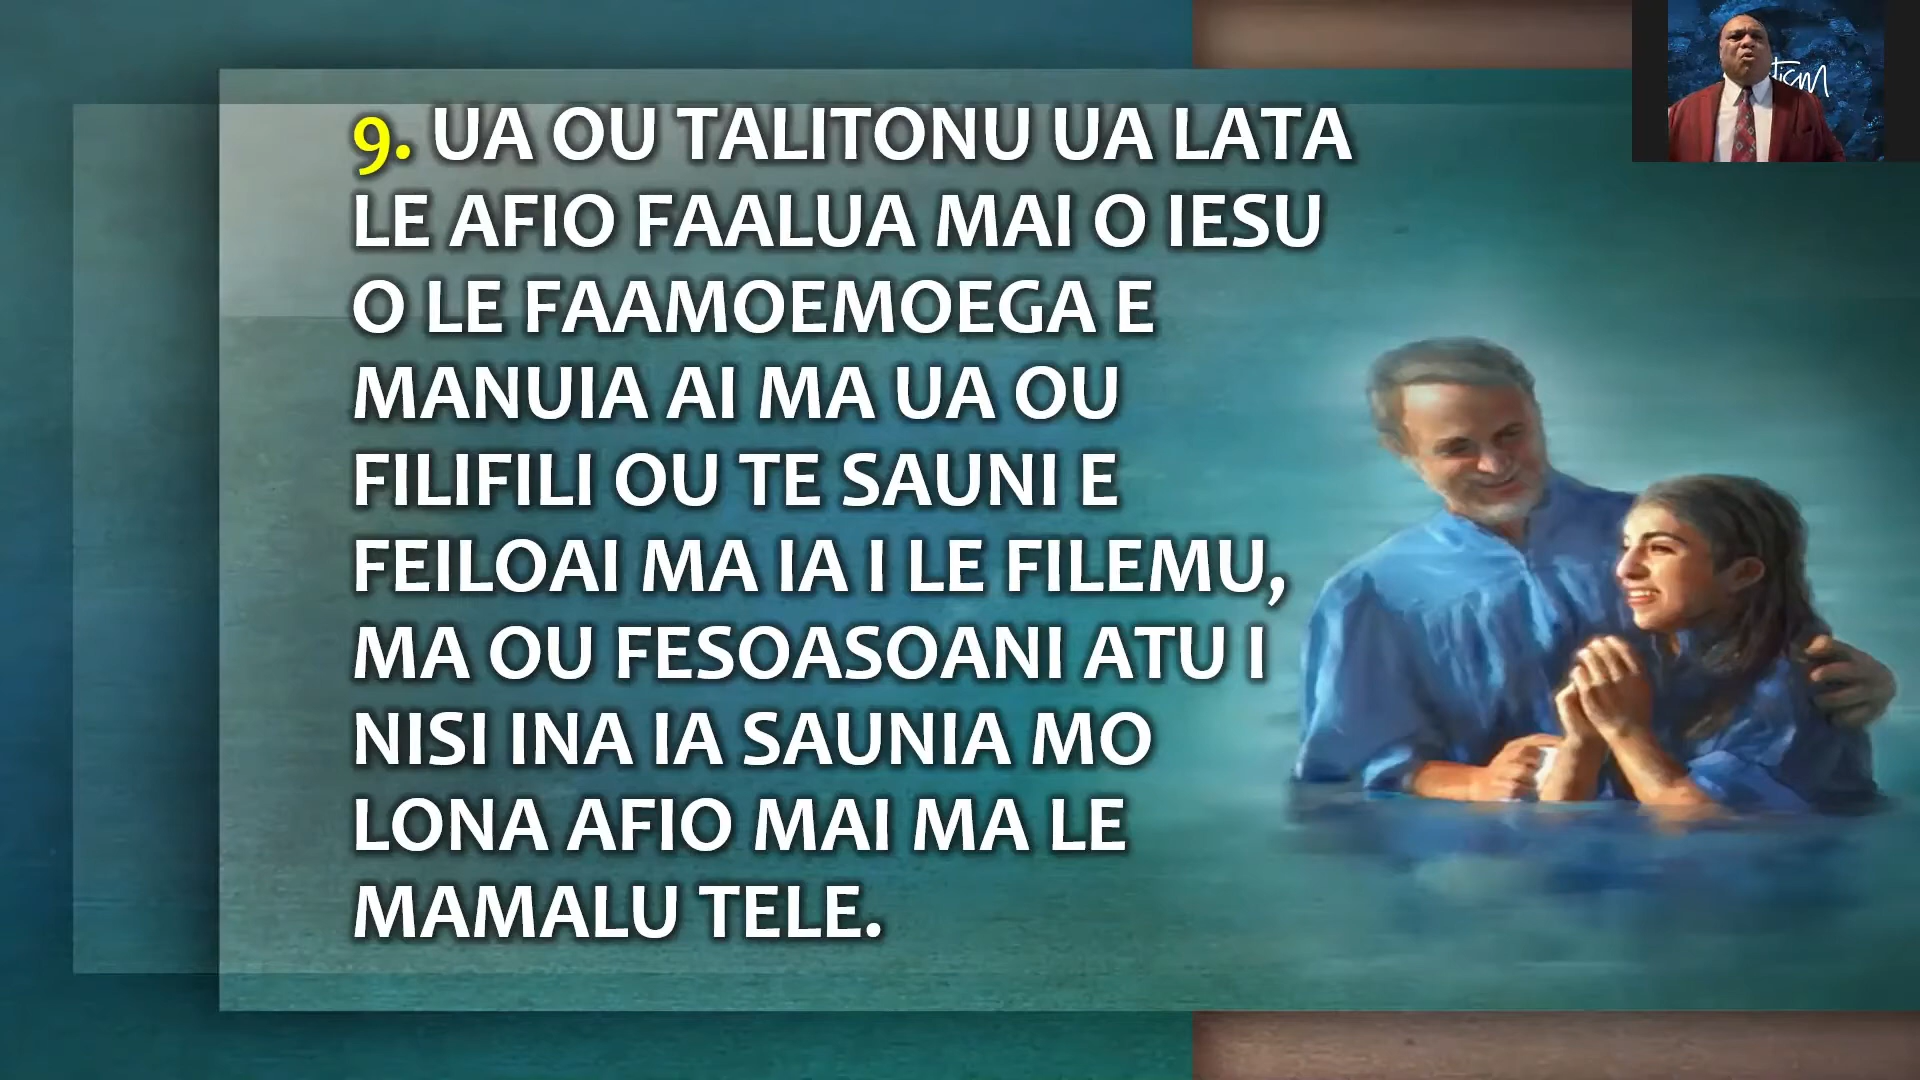 9. UA OU TALITONU UA LATA
LE AFIO FAALUA MAI O IESU
O LE FAAMOEMOEGA E
MANUIA AI MA UA OU
FILIFILI OU TE SAUNI E
FEILOAI MA IA I LE FILEMU,
MA OU FESOASOANI ATU I
NISI INA IA SAUNIA MO
LONA AFIO MAI MA LE
MAMALU TELE.